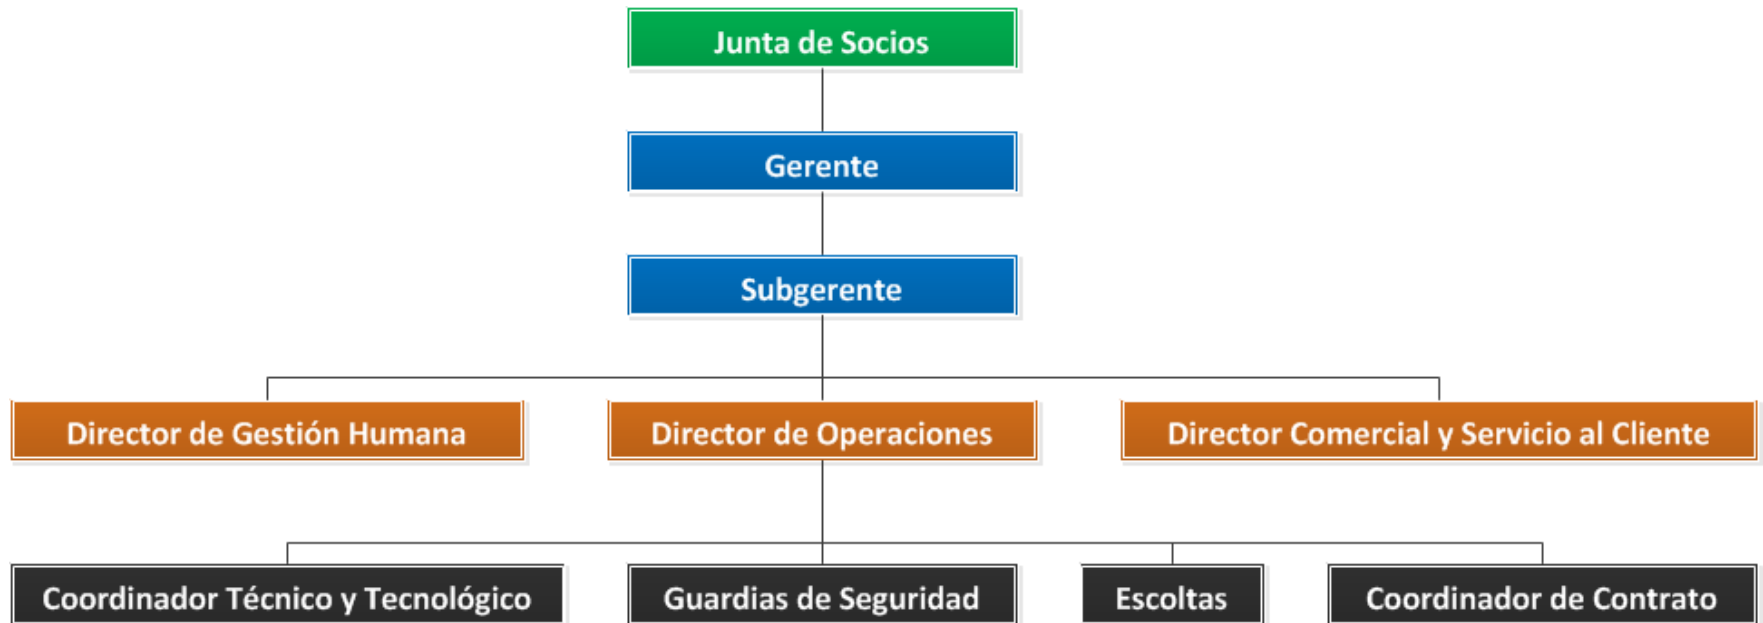 Junta de Socios
Gerente
Subgerente
Director de Gestión Humana
Director de Operaciones
Director Comercial y Servicio al Cliente
Coordinador Técnico y Tecnológico
Guardias de Seguridad
Escoltas
Coordinador de Contrato